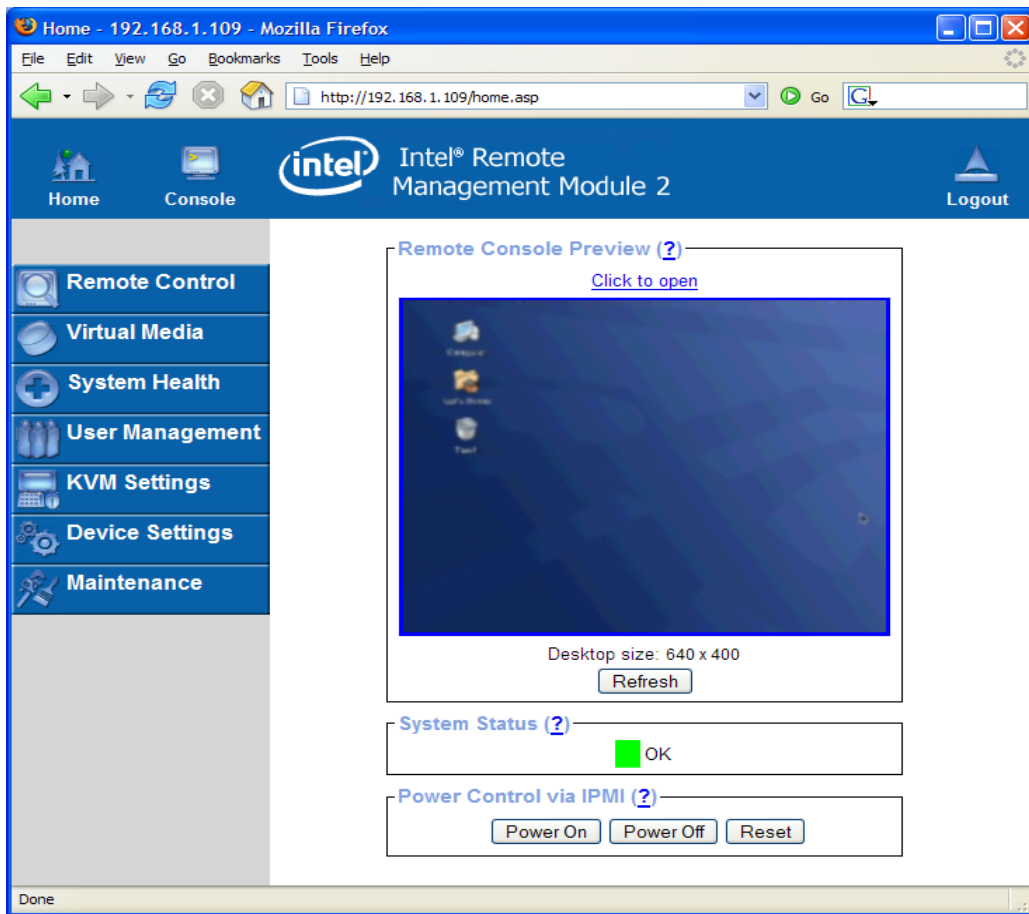 Home - 192.168.1.109 - Mozilla Firefox
File Edit View Go Bookmarks Tools Help
http://192.168.1.109/home.asp Go G
Home Console intel® Intel® Remote Management Module 2 Logout
Remote Control
Virtual Media
System Health
User Management
KVM Settings
Device Settings
Maintenance
Remote Console Preview (?)
Click to open
Desktop size: 640 x 400
Refresh
System Status (?)
OK
Power Control via IPMI (?)
Power On Power Off Reset
Done